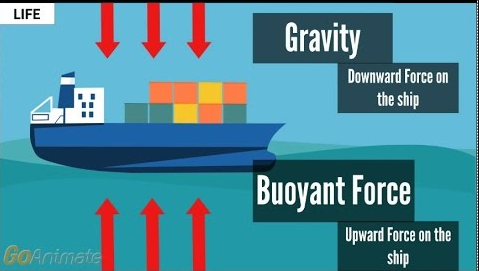 LIFE
Gravity
Downward Force on
the ship
Buoyant Force
Upward Force on the
ship
GoAnimate